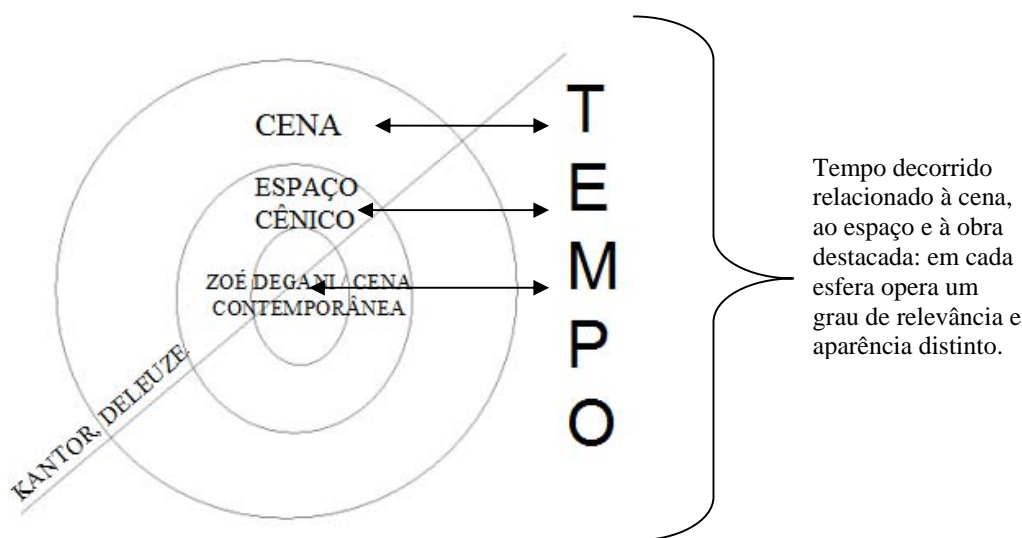 CENA
ESPAÇO
CÊNICO
ZOÉ DEGANI / CENA
CONTEMPORÂNEA
KANTOR, DELEUZE
T
E
M
P
O
Tempo decorrido
relacionado à cena,
ao espaço e à obra
destacada: em cada
esfera opera um
grau de relevância e
aparência distinto.